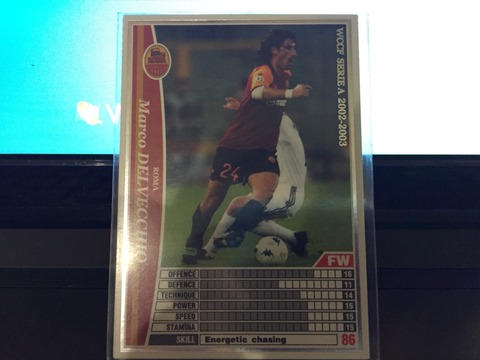 WCCF SERIE A 2002-2003
ROMA
Marco DELVECCHIO
24
FW
OFFENCE 16
DEFENCE 11
TECHNIQUE 14
POWER 15
SPEED 15
STAMINA 15
SKILL Energetic chasing 86